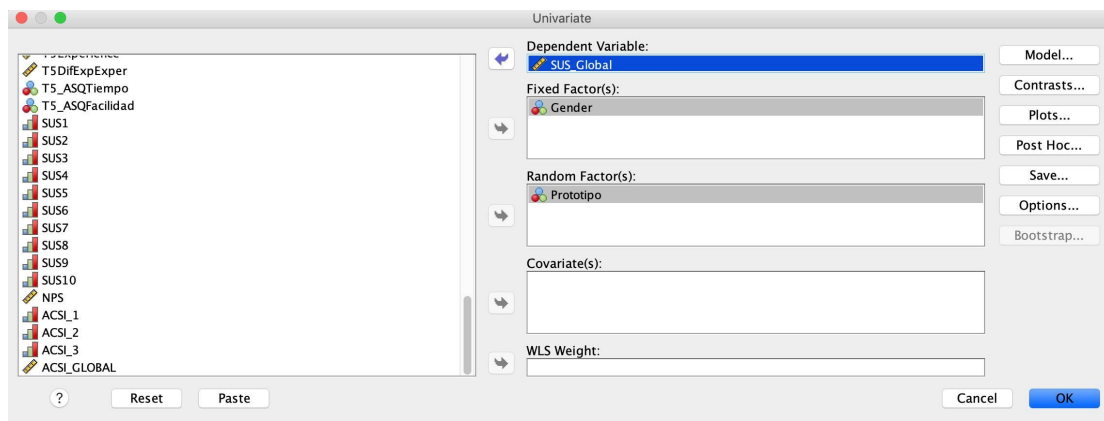 Univariate
T5DifExpExper
T5_ASQTiempo
T5_ASQFacilidad
SUS1
SUS2
SUS3
SUS4
SUS5
SUS6
SUS7
SUS8
SUS9
SUS10
NPS
ACSI_1
ACSI_2
ACSI_3
ACSI_GLOBAL
Dependent Variable:
SUS_Global
Fixed Factor(s):
Gender
Random Factor(s):
Prototipo
Covariate(s):
WLS Weight:
Model...
Contrasts...
Plots...
Post Hoc...
Save...
Options...
Bootstrap...
?
Reset
Paste
Cancel
OK